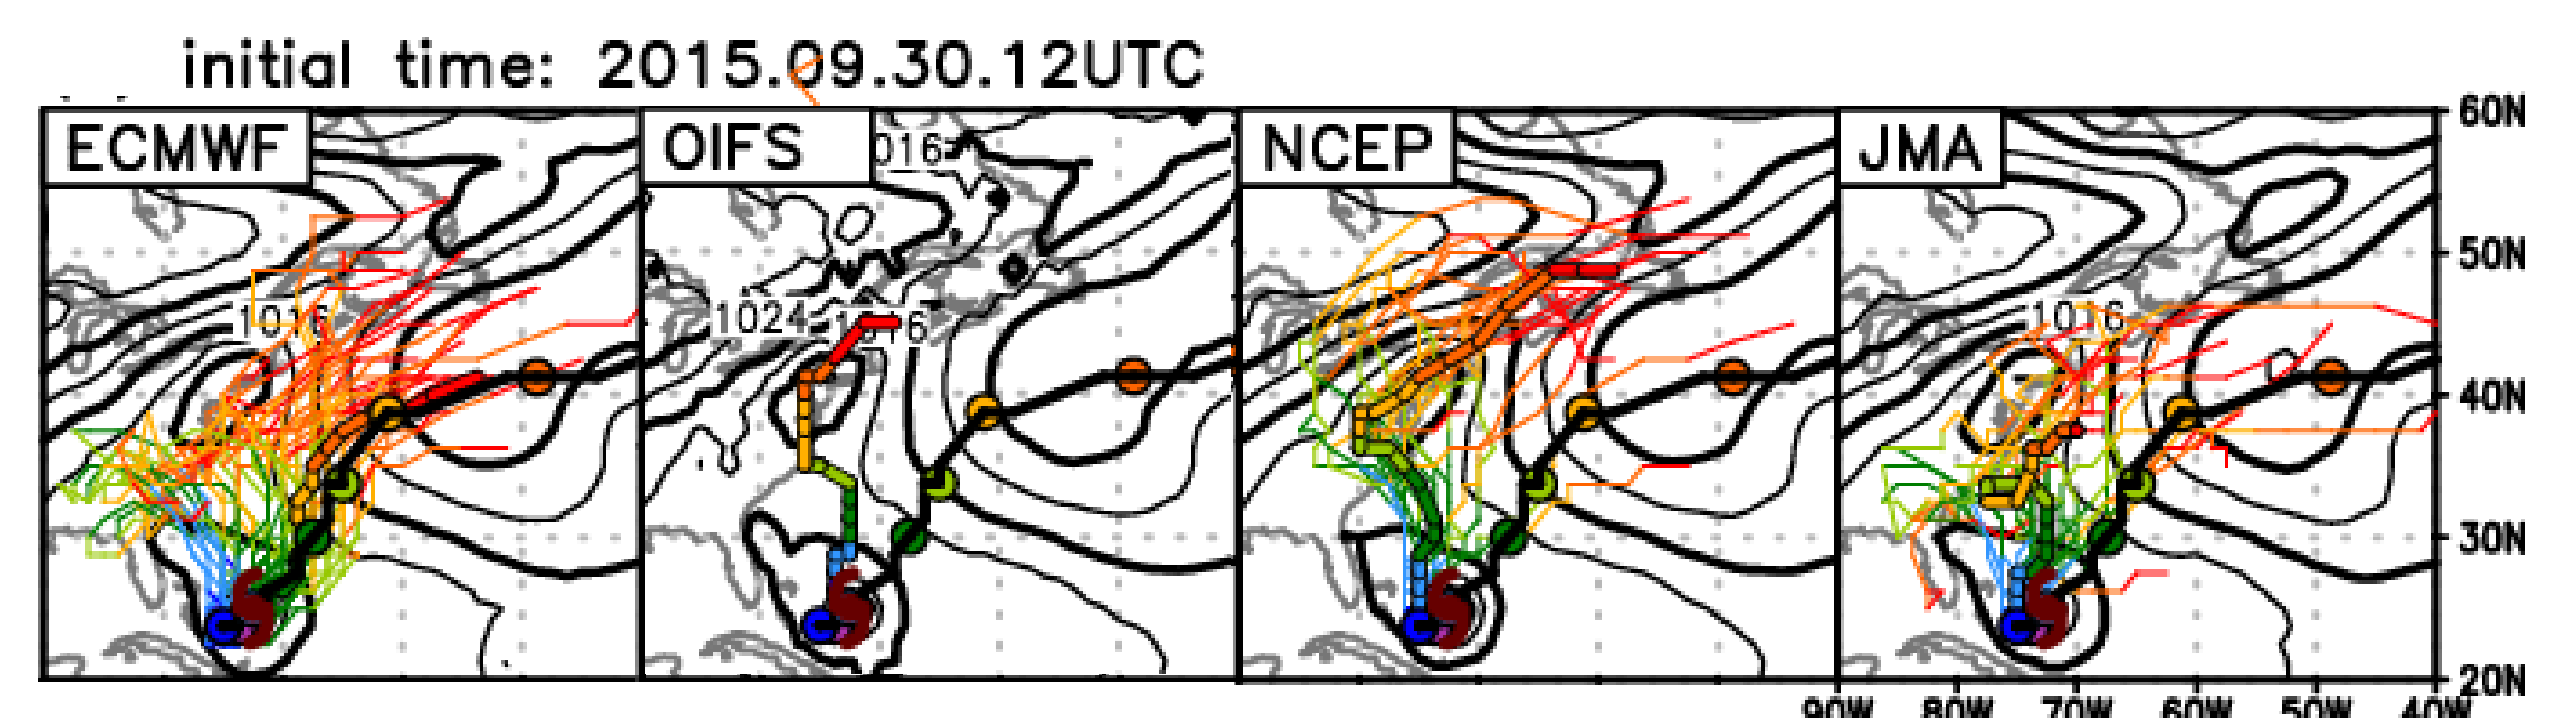 initial time: 2015.09.30.12UTC
ECMWF OIFS NCEP JMA
60N
016
50N
1016 1024 1016 1016
40N
30N
20N
90W 80W 70W 60W 50W 40W